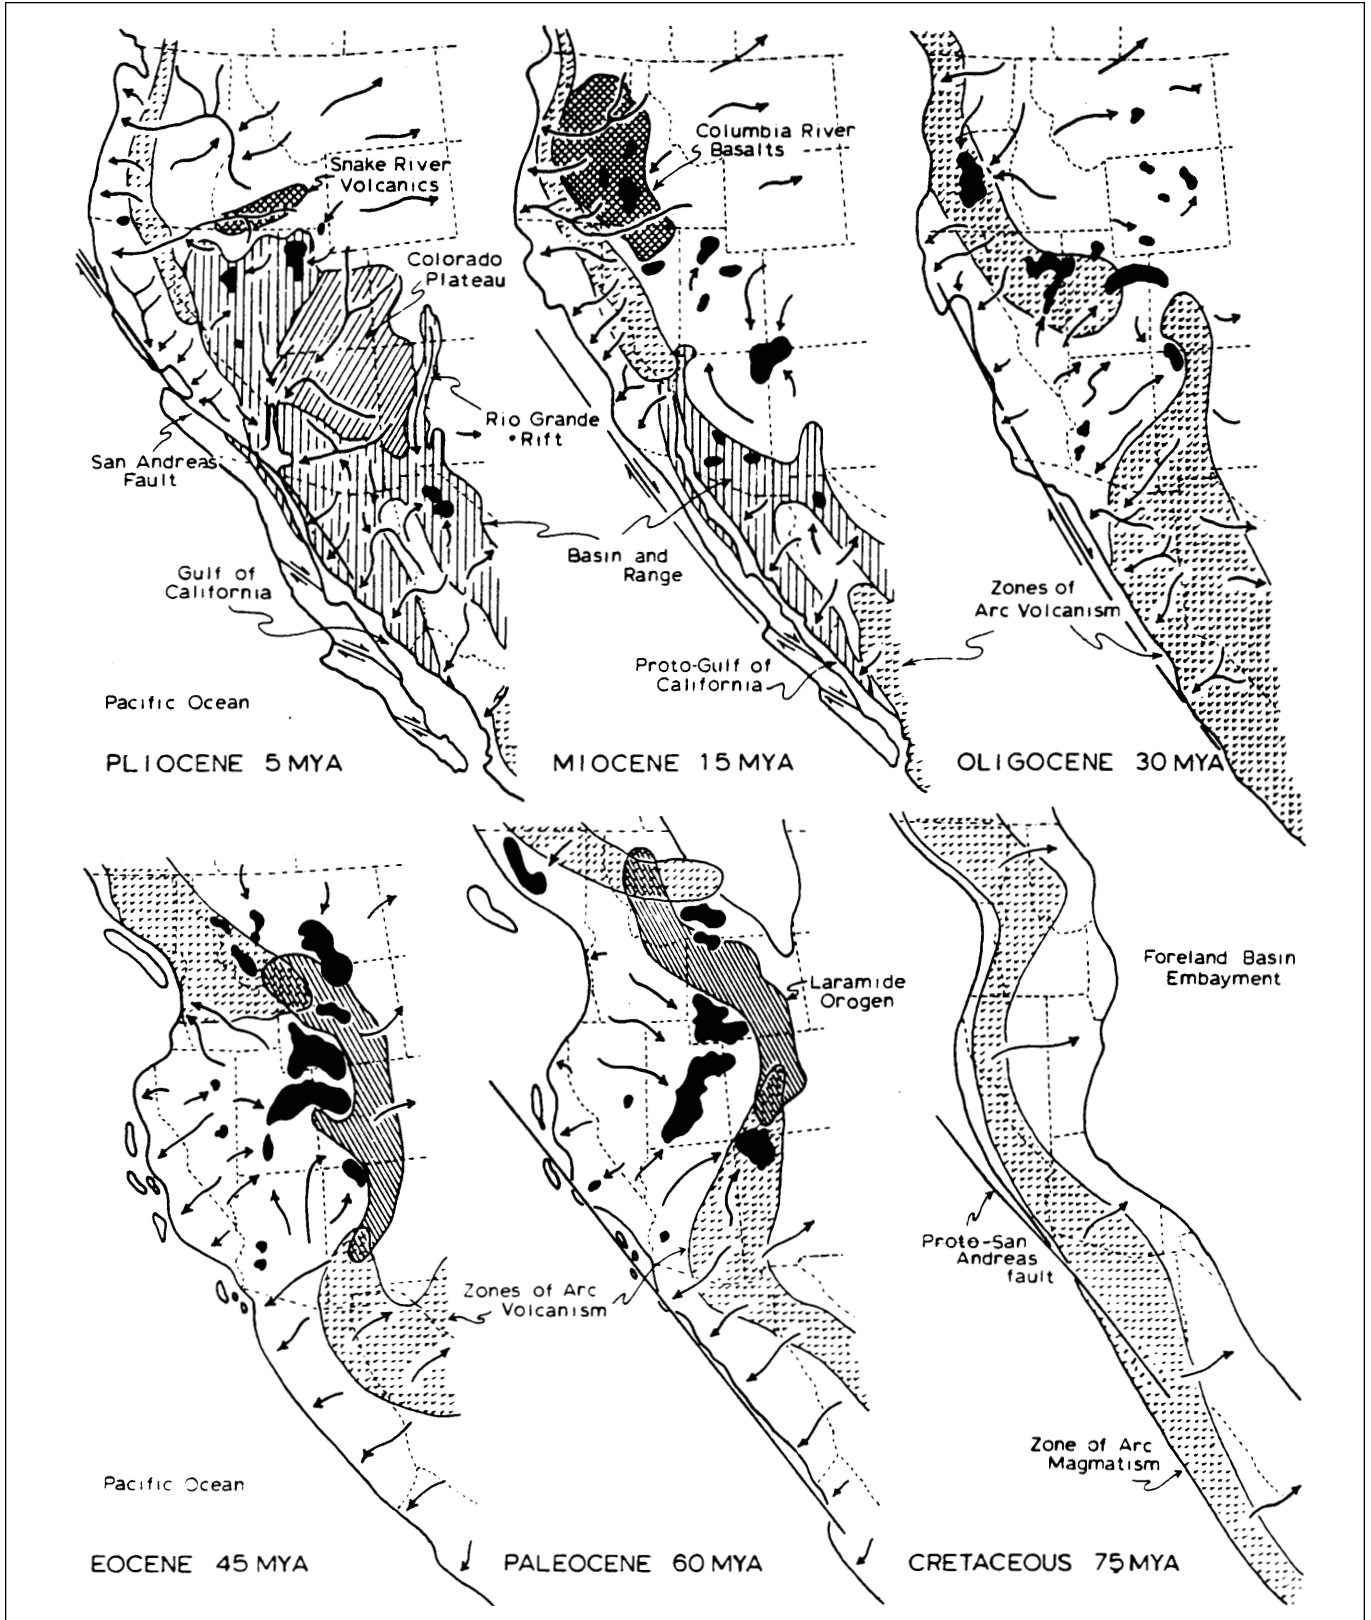 Snake River
Volcanics
Colorado
Plateau
Rio Grande
Rift
San Andreas
Fault
Gulf of
California
Pacific Ocean
PLIOCENE 5 MYA
Columbia River
Basalts
Basin and
Range
Proto-Gulf of
California
MIOCENE 15 MYA
Zones of
Arc Volcanism
OLIGOCENE 30 MYA
Pacific Ocean
EOCENE 45 MYA
Laramide
Orogen
Zones of Arc
Volcanism
PALEOCENE 60 MYA
Foreland Basin
Embayment
Proto-San
Andreas
fault
Zone of Arc
Magmatism
CRETACEOUS 75 MYA